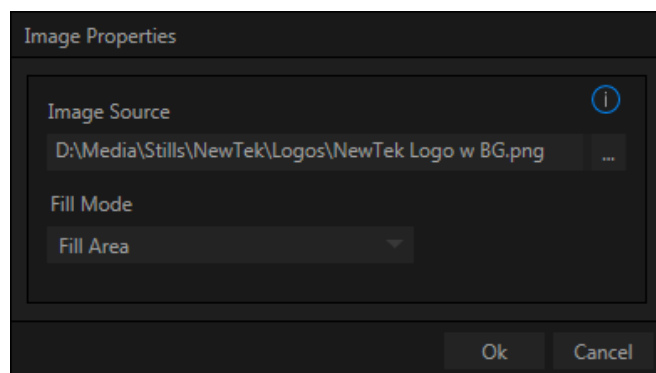 Image Properties
Image Source
D:\Media\Stills\NewTek\Logos\NewTek Logo w BG.png
...
Fill Mode
Fill Area
Ok
Cancel